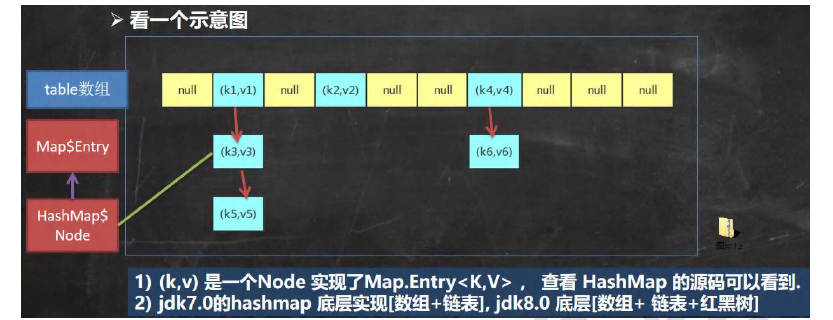 ➢ 看一个示意图
table数组
null (k1,v1) null (k2,v2) null null (k4,v4) null null null
Map$Entry
(k3,v3) (k6,v6)
HashMap$
Node
(k5,v5)
1) (k,v) 是一个Node 实现了Map.Entry<K,V> ， 查看 HashMap 的源码可以看到.
2) jdk7.0的hashmap 底层实现[数组+链表], jdk8.0 底层[数组+ 链表+红黑树]